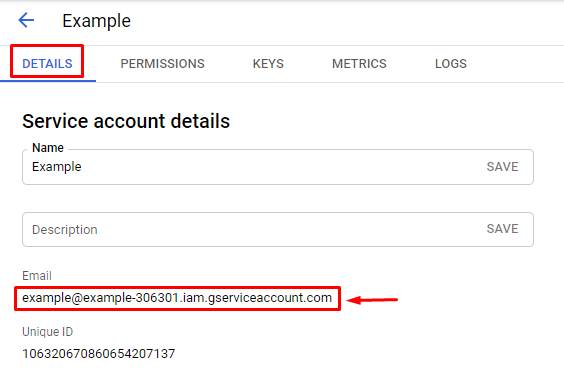 Example
DETAILS PERMISSIONS KEYS METRICS LOGS
Service account details
Name
Example SAVE
Description SAVE
Email
example@example-306301.iam.gserviceaccount.com
Unique ID
106320670860654207137